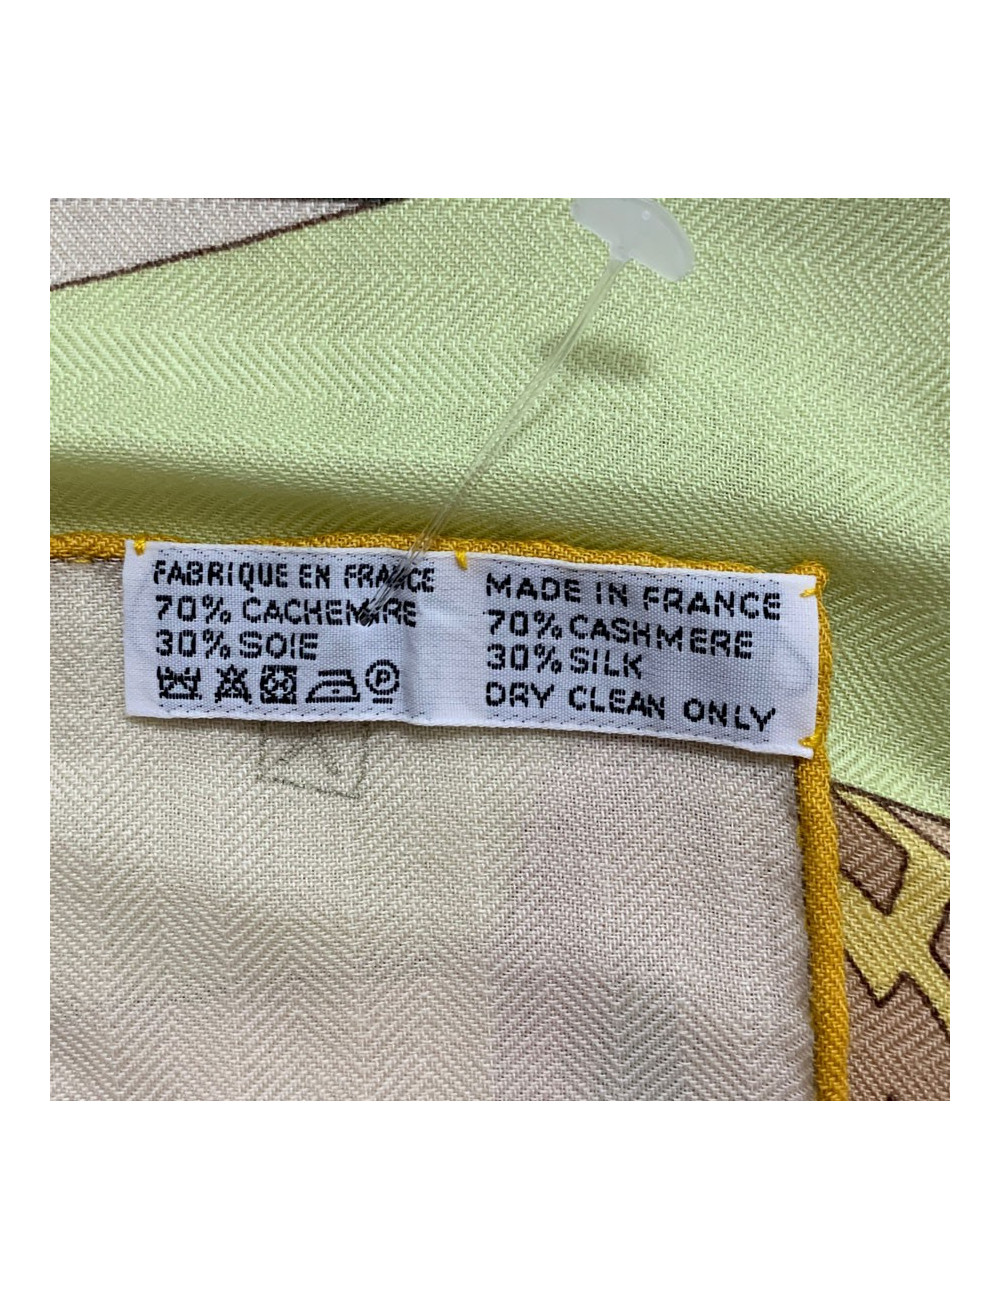 FABRIQUE EN FRANCE
70% CACHEMIRE
30% SOIE
P
MADE IN FRANCE
70% CASHMERE
30% SILK
DRY CLEAN ONLY